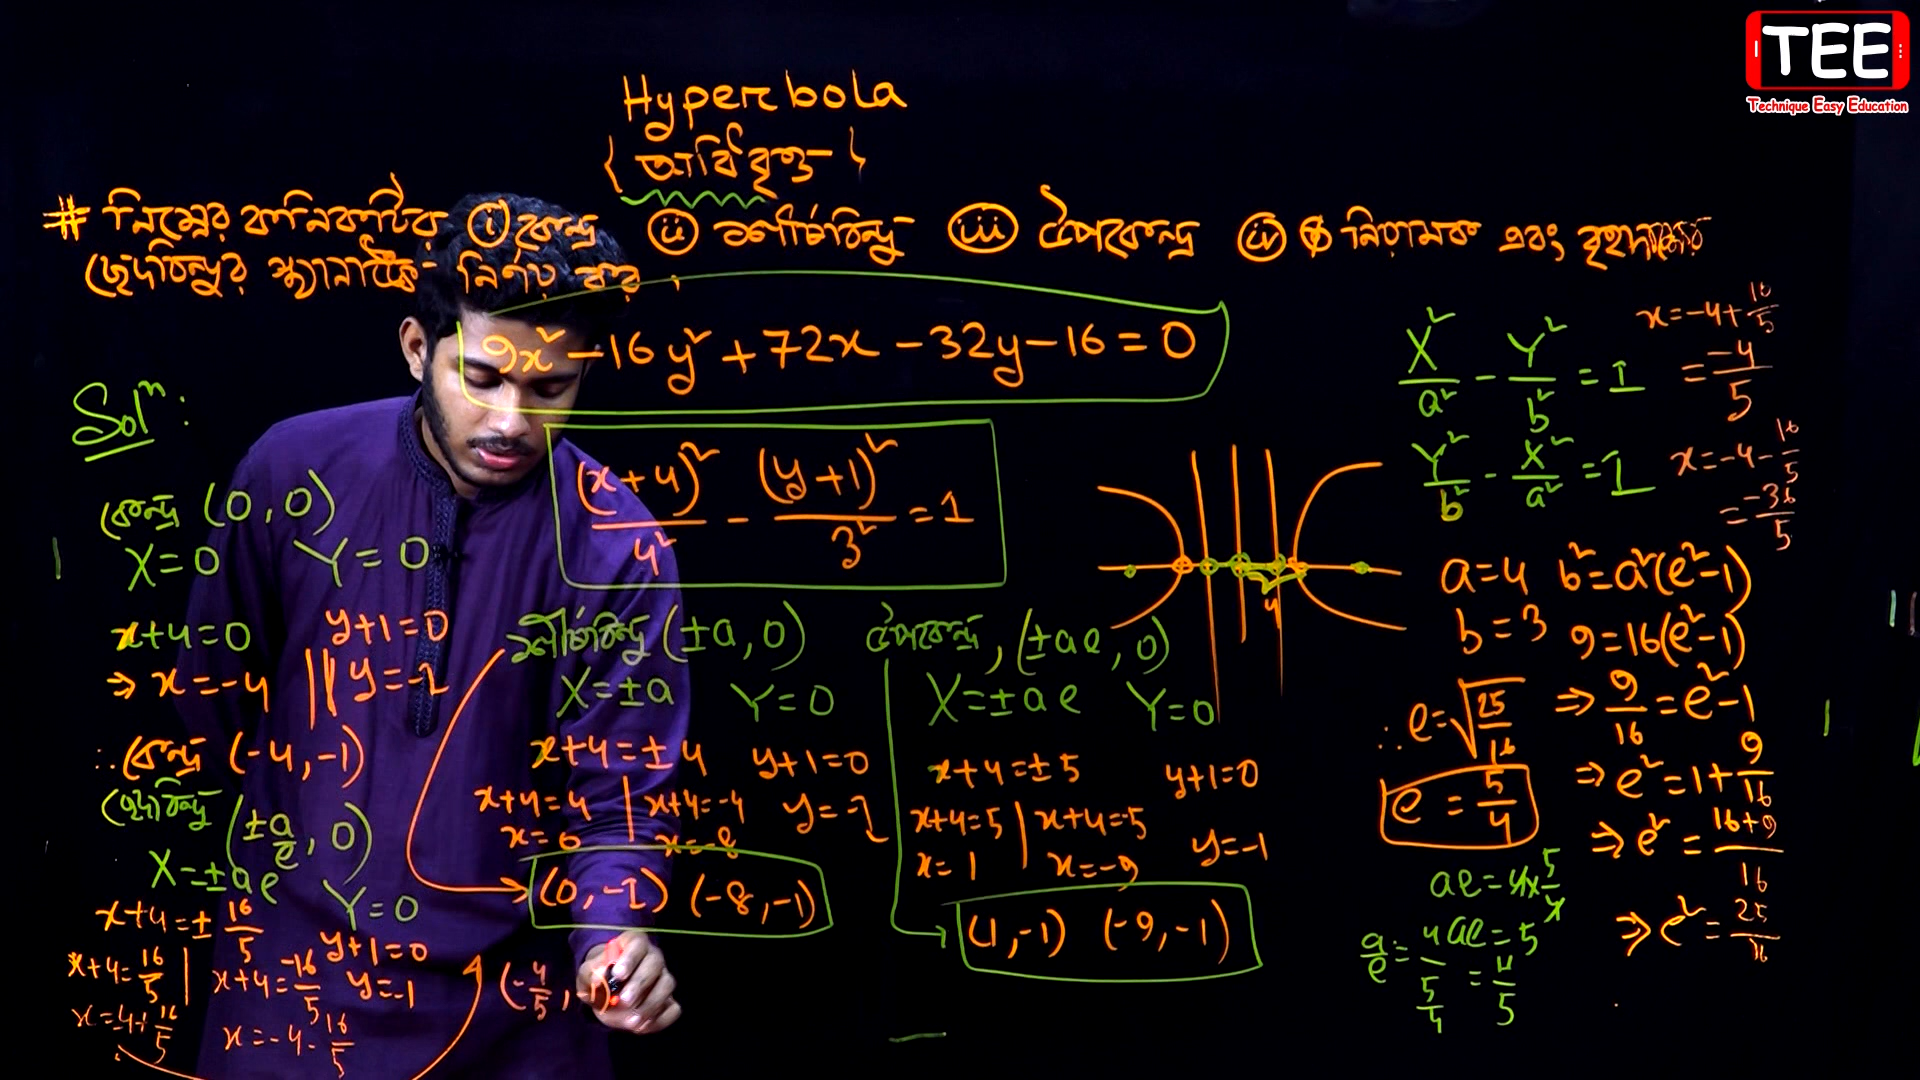 TEE
Technique Easy Education
Hyperbola
{ অধিবৃত্ত }
# নিম্নের কনিকটির (i) কেন্দ্র (ii) শীর্ষবিন্দু (iii) উপকেন্দ্র (iv) নিয়ামক এবং বৃহদাক্ষের
ছেদবিন্দুর স্থানাঙ্ক নির্ণয় কর।
9x² - 16y² + 72x - 32y - 16 = 0
Solⁿ:
(x+4)²/4² - (y+1)²/3² = 1
কেন্দ্র (0,0)
X=0 Y=0
x+4=0 y+1=0
⇒ x=-4 || y=-1
∴ কেন্দ্র (-4,-1)
ছেদবিন্দু (±a/e, 0)
X=±ae Y=0
x+4=±16/5 y+1=0
x+4=16/5 | x+4=-16/5 y=-1
x=-4+16/5 x=-4-16/5
শীর্ষবিন্দু (±a,0)
X=±a Y=0
x+4=±4 y+1=0
x+4=4 | x+4=-4 y=-1
x=0 x=-8
(0,-1) (-8,-1)
(-4/5,-1)
উপকেন্দ্র, (±ae,0)
X=±ae Y=0
x+4=±5 y+1=0
x+4=5 | x+4=-5
x=1 x=-9 y=-1
(1,-1) (-9,-1)
4
X²/a² - Y²/b² = 1
Y²/b² - X²/a² = 1
x=-4+16/5
=-4/5
x=-4-16/5
=-36/5
a=4 b²=a²(e²-1)
b=3 9=16(e²-1)
⇒ 9/16=e²-1
⇒ e²=1+9/16
⇒ e²=(16+9)/16
⇒ e²=25/16
∴ e=√(25/16)
e=5/4
ae=4×5/4
ae=5
a/e=4/(5/4)=16/5